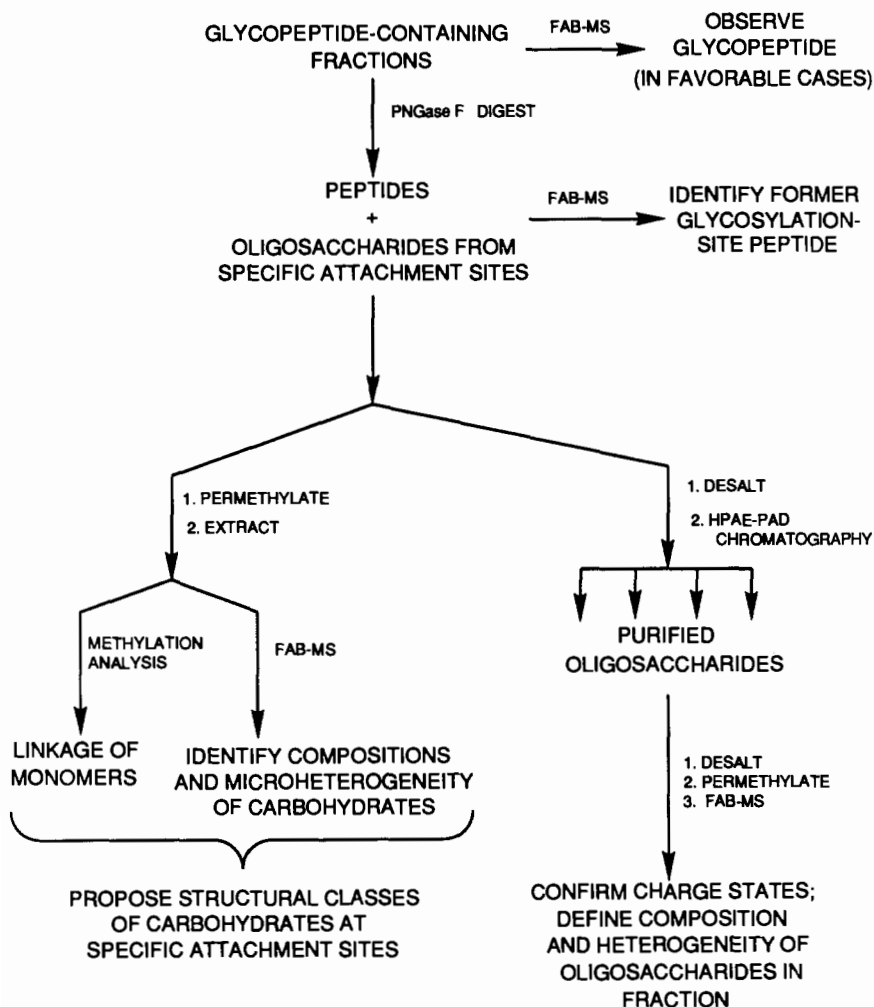 GLYCOPEPTIDE-CONTAINING
FRACTIONS
FAB-MS
OBSERVE
GLYCOPEPTIDE
(IN FAVORABLE CASES)
PNGase F DIGEST
PEPTIDES
+
OLIGOSACCHARIDES FROM
SPECIFIC ATTACHMENT SITES
FAB-MS
IDENTIFY FORMER
GLYCOSYLATION-
SITE PEPTIDE
1. PERMETHYLATE
2. EXTRACT
1. DESALT
2. HPAE-PAD
CHROMATOGRAPHY
METHYLATION
ANALYSIS
FAB-MS
PURIFIED
OLIGOSACCHARIDES
LINKAGE OF
MONOMERS
IDENTIFY COMPOSITIONS
AND MICROHETEROGENEITY
OF CARBOHYDRATES
1. DESALT
2. PERMETHYLATE
3. FAB-MS
PROPOSE STRUCTURAL CLASSES
OF CARBOHYDRATES AT
SPECIFIC ATTACHMENT SITES
CONFIRM CHARGE STATES;
DEFINE COMPOSITION
AND HETEROGENEITY OF
OLIGOSACCHARIDES IN
FRACTION